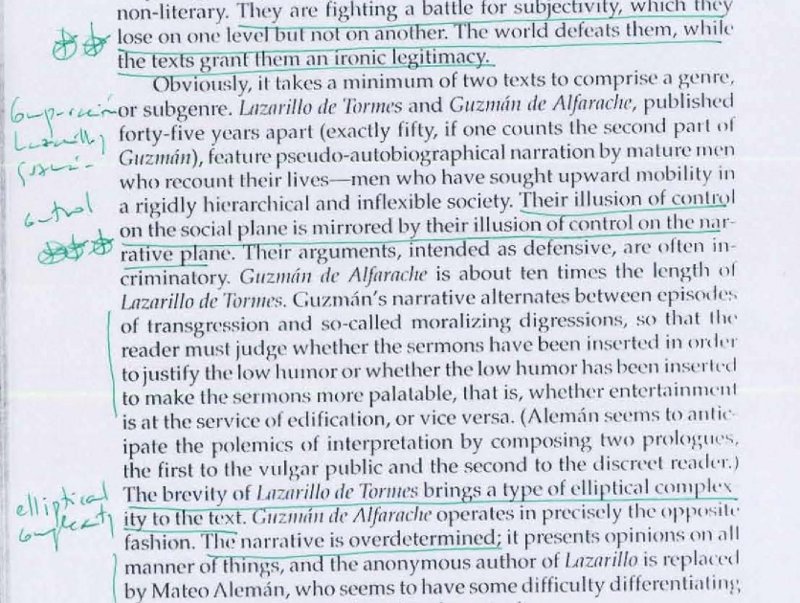 non-literary. They are fighting a battle for subjectivity, which they
lose on one level but not on another. The world defeats them, while
the texts grant them an ironic legitimacy.
Obviously, it takes a minimum of two texts to comprise a genre,
or subgenre. Lazarillo de Tormes and Guzmán de Alfarache, published
forty-five years apart (exactly fifty, if one counts the second part of
Guzmán), feature pseudo-autobiographical narration by mature men
who recount their lives—men who have sought upward mobility in
a rigidly hierarchical and inflexible society. Their illusion of control
control
on the social plane is mirrored by their illusion of control on the nar-
rative plane. Their arguments, intended as defensive, are often in-
criminatory. Guzmán de Alfarache is about ten times the length of
Lazarillo de Tormes. Guzmán's narrative alternates between episodes
of transgression and so-called moralizing digressions, so that the
reader must judge whether the sermons have been inserted in order
to justify the low humor or whether the low humor has been inserted
to make the sermons more palatable, that is, whether entertainment
is at the service of edification, or vice versa. (Alemán seems to antic-
ipate the polemics of interpretation by composing two prologues,
the first to the vulgar public and the second to the discreet reader.)
The brevity of Lazarillo de Tormes brings a type of elliptical complex
elliptical
ity to the text. Guzmán de Alfarache operates in precisely the opposite
complexity
fashion. The narrative is overdetermined; it presents opinions on all
manner of things, and the anonymous author of Lazarillo is replaced
by Mateo Alemán, who seems to have some difficulty differentiating